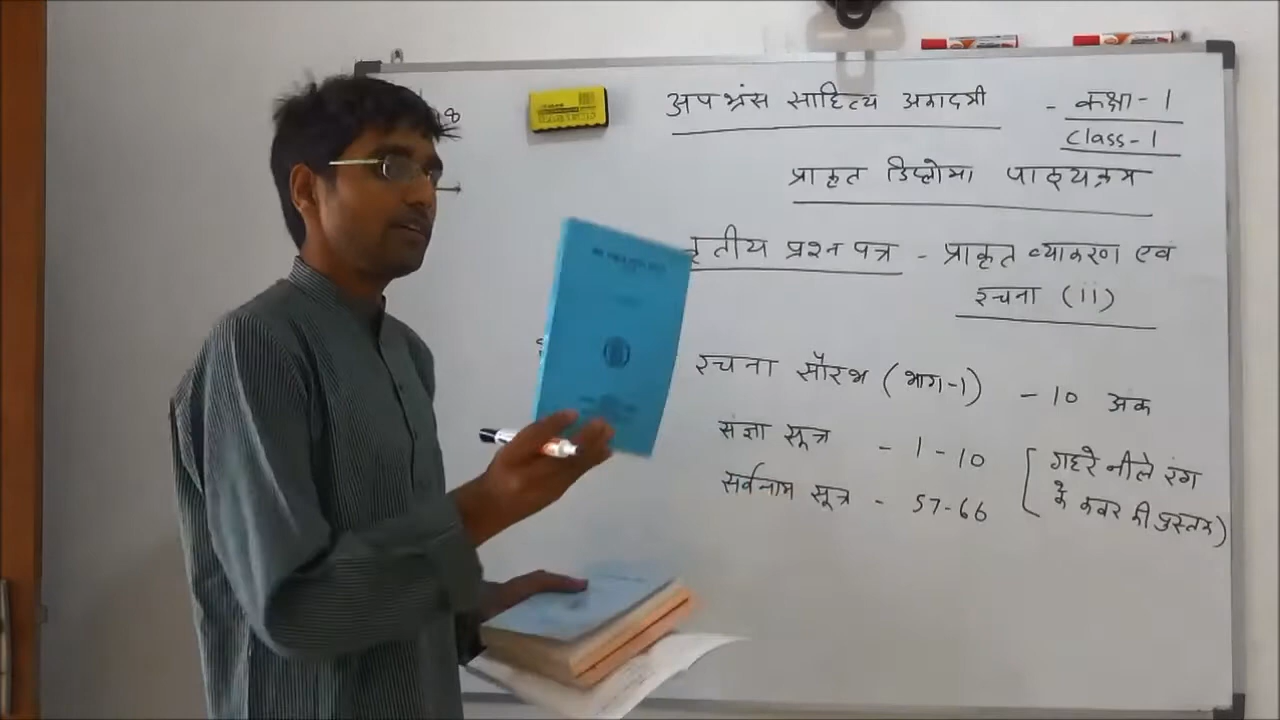 अपभ्रंस साहित्य अकादमी - कक्षा - 1
Class - 1
प्राकृत डिप्लोमा पाठ्यक्रम
तृतीय प्रश्न पत्र - प्राकृत व्याकरण एवं
रचना (II)
रचना सौरभ (भाग-1) - 10 अंक
संज्ञा सूत्र - 1-10 [गहरे नीले रंग
सर्वनाम सूत्र - 57-66 के कवर की पुस्तक)